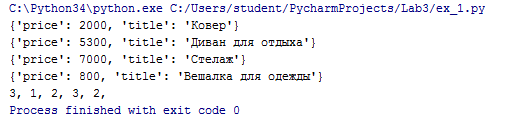 C:\Python34\python.exe C:/Users/student/PycharmProjects/Lab3/ex_1.py
{'price': 2000, 'title': 'Ковер'}
{'price': 5300, 'title': 'Диван для отдыха'}
{'price': 7000, 'title': 'Стелаж'}
{'price': 800, 'title': 'Вешалка для одежды'}
3, 1, 2, 3, 2,
Process finished with exit code 0